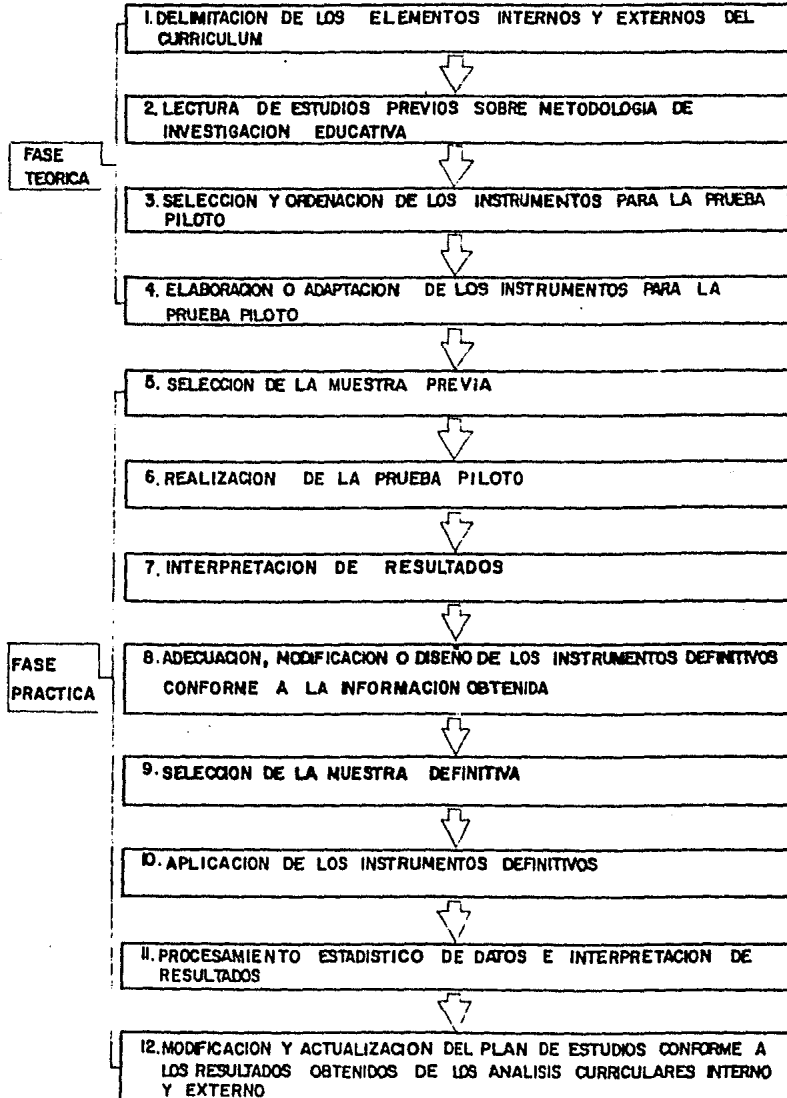 1. DELIMITACION DE LOS ELEMENTOS INTERNOS Y EXTERNOS DEL
CURRICULUM
2. LECTURA DE ESTUDIOS PREVIOS SOBRE METODOLOGIA DE
INVESTIGACION EDUCATIVA
FASE
TEORICA
3. SELECCION Y ORDENACION DE LOS INSTRUMENTOS PARA LA PRUEBA
PILOTO
4. ELABORACION O ADAPTACION DE LOS INSTRUMENTOS PARA LA
PRUEBA PILOTO
5. SELECCION DE LA MUESTRA PREVIA
6. REALIZACION DE LA PRUEBA PILOTO
7. INTERPRETACION DE RESULTADOS
FASE
PRACTICA
8. ADECUACION, MODIFICACION O DISEÑO DE LOS INSTRUMENTOS DEFINITIVOS
CONFORME A LA INFORMACION OBTENIDA
9. SELECCION DE LA MUESTRA DEFINITIVA
10. APLICACION DE LOS INSTRUMENTOS DEFINITIVOS
11. PROCESAMIENTO ESTADISTICO DE DATOS E INTERPRETACION DE
RESULTADOS
12. MODIFICACION Y ACTUALIZACION DEL PLAN DE ESTUDIOS CONFORME A
LOS RESULTADOS OBTENIDOS DE LOS ANALISIS CURRICULARES INTERNO
Y EXTERNO